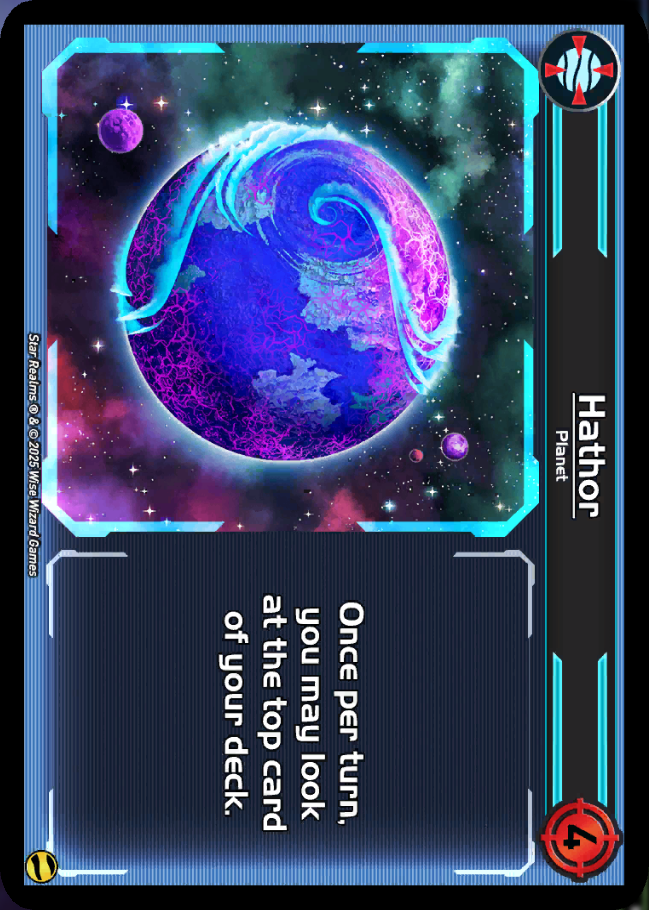 Hathor
Planet
4
Once per turn,
you may look
at the top card
of your deck.
Star Realms ® & © 2025 Wise Wizard Games